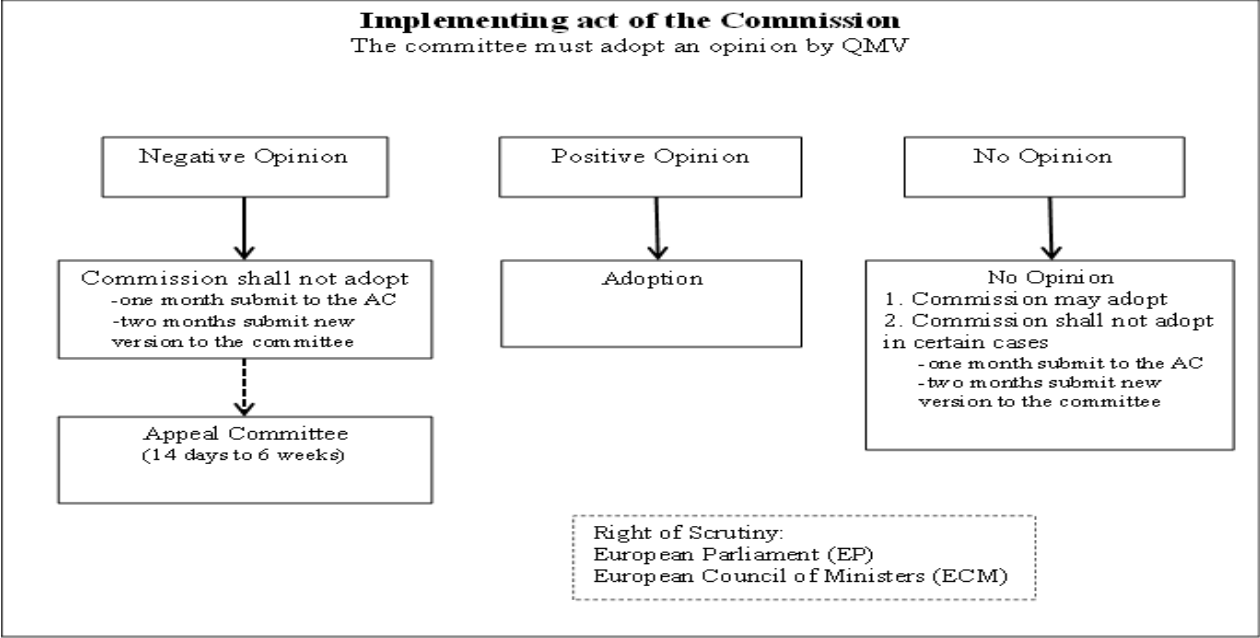 Implementing act of the Commission
The committee must adopt an opinion by QMV
Negative Opinion
Positive Opinion
No Opinion
Commission shall not adopt
-one month submit to the AC
-two months submit new
version to the committee
Adoption
No Opinion
1. Commission may adopt
2. Commission shall not adopt
in certain cases
-one month submit to the AC
-two months submit new
version to the committee
Appeal Committee
(14 days to 6 weeks)
Right of Scrutiny:
European Parliament (EP)
European Council of Ministers (ECM)